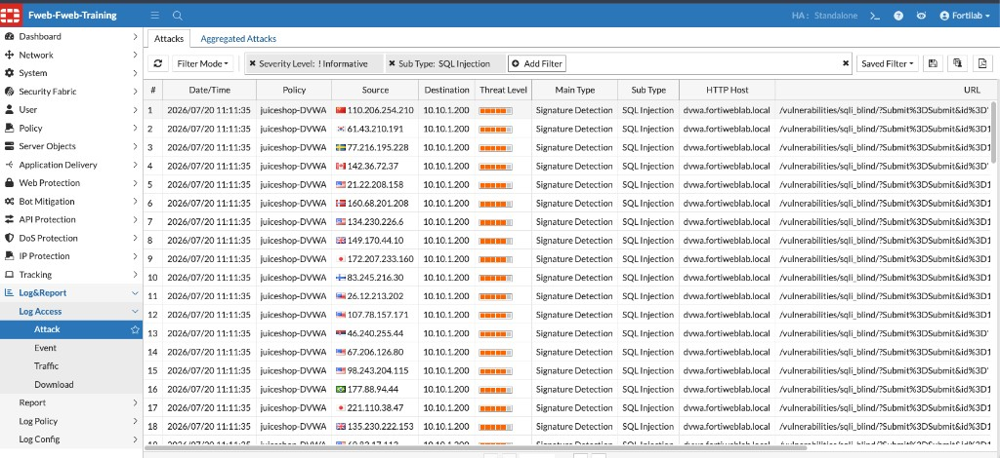 Fweb-Fweb-Training HA : Standalone Fortilab
Attacks Aggregated Attacks
Filter Mode Severity Level: ! Informative Sub Type: SQL Injection Add Filter Saved Filter
# Date/Time Policy Source Destination Threat Level Main Type Sub Type HTTP Host URL
1 2026/07/20 11:11:35 juiceshop-DVWA 110.206.254.210 10.10.1.200 Signature Detection SQL Injection dvwa.fortiweblab.local /vulnerabilities/sqli_blind/?Submit%3DSubmit&id%3D'
2 2026/07/20 11:11:35 juiceshop-DVWA 61.43.210.191 10.10.1.200 Signature Detection SQL Injection dvwa.fortiweblab.local /vulnerabilities/sqli_blind/?Submit%3DSubmit&id%3D1
3 2026/07/20 11:11:35 juiceshop-DVWA 77.216.195.228 10.10.1.200 Signature Detection SQL Injection dvwa.fortiweblab.local /vulnerabilities/sqli_blind/?Submit%3DSubmit&id%3D1
4 2026/07/20 11:11:35 juiceshop-DVWA 142.36.72.37 10.10.1.200 Signature Detection SQL Injection dvwa.fortiweblab.local /vulnerabilities/sqli_blind/?Submit%3DSubmit&id%3D1
5 2026/07/20 11:11:35 juiceshop-DVWA 21.22.208.158 10.10.1.200 Signature Detection SQL Injection dvwa.fortiweblab.local /vulnerabilities/sqli_blind/?Submit%3DSubmit&id%3D1
6 2026/07/20 11:11:35 juiceshop-DVWA 160.68.201.208 10.10.1.200 Signature Detection SQL Injection dvwa.fortiweblab.local /vulnerabilities/sqli_blind/?Submit%3DSubmit&id%3D1
7 2026/07/20 11:11:35 juiceshop-DVWA 134.230.226.6 10.10.1.200 Signature Detection SQL Injection dvwa.fortiweblab.local /vulnerabilities/sqli_blind/?Submit%3DSubmit&id%3D'
8 2026/07/20 11:11:35 juiceshop-DVWA 149.170.44.10 10.10.1.200 Signature Detection SQL Injection dvwa.fortiweblab.local /vulnerabilities/sqli_blind/?Submit%3DSubmit&id%3D'
9 2026/07/20 11:11:35 juiceshop-DVWA 172.207.233.160 10.10.1.200 Signature Detection SQL Injection dvwa.fortiweblab.local /vulnerabilities/sqli_blind/?Submit%3DSubmit&id%3D1
10 2026/07/20 11:11:35 juiceshop-DVWA 83.245.216.30 10.10.1.200 Signature Detection SQL Injection dvwa.fortiweblab.local /vulnerabilities/sqli_blind/?Submit%3DSubmit&id%3D1
11 2026/07/20 11:11:35 juiceshop-DVWA 26.12.213.202 10.10.1.200 Signature Detection SQL Injection dvwa.fortiweblab.local /vulnerabilities/sqli_blind/?Submit%3DSubmit&id%3D1
12 2026/07/20 11:11:35 juiceshop-DVWA 107.78.157.171 10.10.1.200 Signature Detection SQL Injection dvwa.fortiweblab.local /vulnerabilities/sqli_blind/?Submit%3DSubmit&id%3D1
13 2026/07/20 11:11:35 juiceshop-DVWA 46.240.255.44 10.10.1.200 Signature Detection SQL Injection dvwa.fortiweblab.local /vulnerabilities/sqli_blind/?Submit%3DSubmit&id%3D'
14 2026/07/20 11:11:35 juiceshop-DVWA 67.206.126.80 10.10.1.200 Signature Detection SQL Injection dvwa.fortiweblab.local /vulnerabilities/sqli_blind/?Submit%3DSubmit&id%3D1
15 2026/07/20 11:11:35 juiceshop-DVWA 98.243.204.115 10.10.1.200 Signature Detection SQL Injection dvwa.fortiweblab.local /vulnerabilities/sqli_blind/?Submit%3DSubmit&id%3D'
16 2026/07/20 11:11:35 juiceshop-DVWA 177.88.94.44 10.10.1.200 Signature Detection SQL Injection dvwa.fortiweblab.local /vulnerabilities/sqli_blind/?Submit%3DSubmit&id%3D1
17 2026/07/20 11:11:35 juiceshop-DVWA 221.110.38.47 10.10.1.200 Signature Detection SQL Injection dvwa.fortiweblab.local /vulnerabilities/sqli_blind/?Submit%3DSubmit&id%3D1
18 2026/07/20 11:11:35 juiceshop-DVWA 135.230.222.153 10.10.1.200 Signature Detection SQL Injection dvwa.fortiweblab.local /vulnerabilities/sqli_blind/?Submit%3DSubmit&id%3D1
Dashboard
Network
System
Security Fabric
User
Policy
Server Objects
Application Delivery
Web Protection
Bot Mitigation
API Protection
DoS Protection
IP Protection
Tracking
Log&Report
Log Access
Attack
Event
Traffic
Download
Report
Log Policy
Log Config